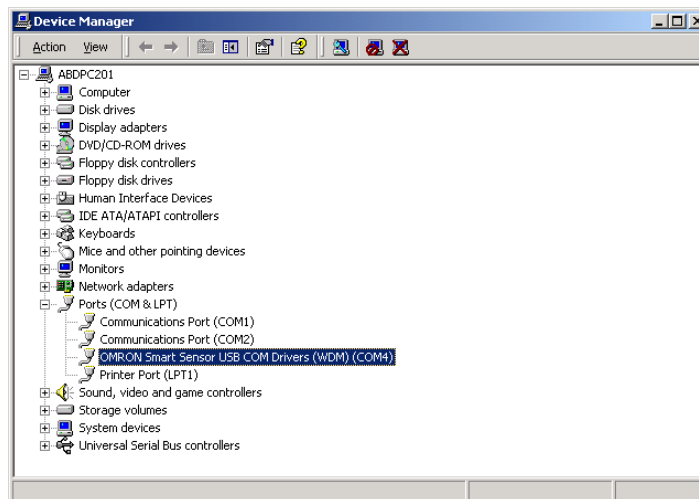 Device Manager
Action View
ABDPC201
Computer
Disk drives
Display adapters
DVD/CD-ROM drives
Floppy disk controllers
Floppy disk drives
Human Interface Devices
IDE ATA/ATAPI controllers
Keyboards
Mice and other pointing devices
Monitors
Network adapters
Ports (COM & LPT)
Communications Port (COM1)
Communications Port (COM2)
OMRON Smart Sensor USB COM Drivers (WDM) (COM4)
Printer Port (LPT1)
Sound, video and game controllers
Storage volumes
System devices
Universal Serial Bus controllers